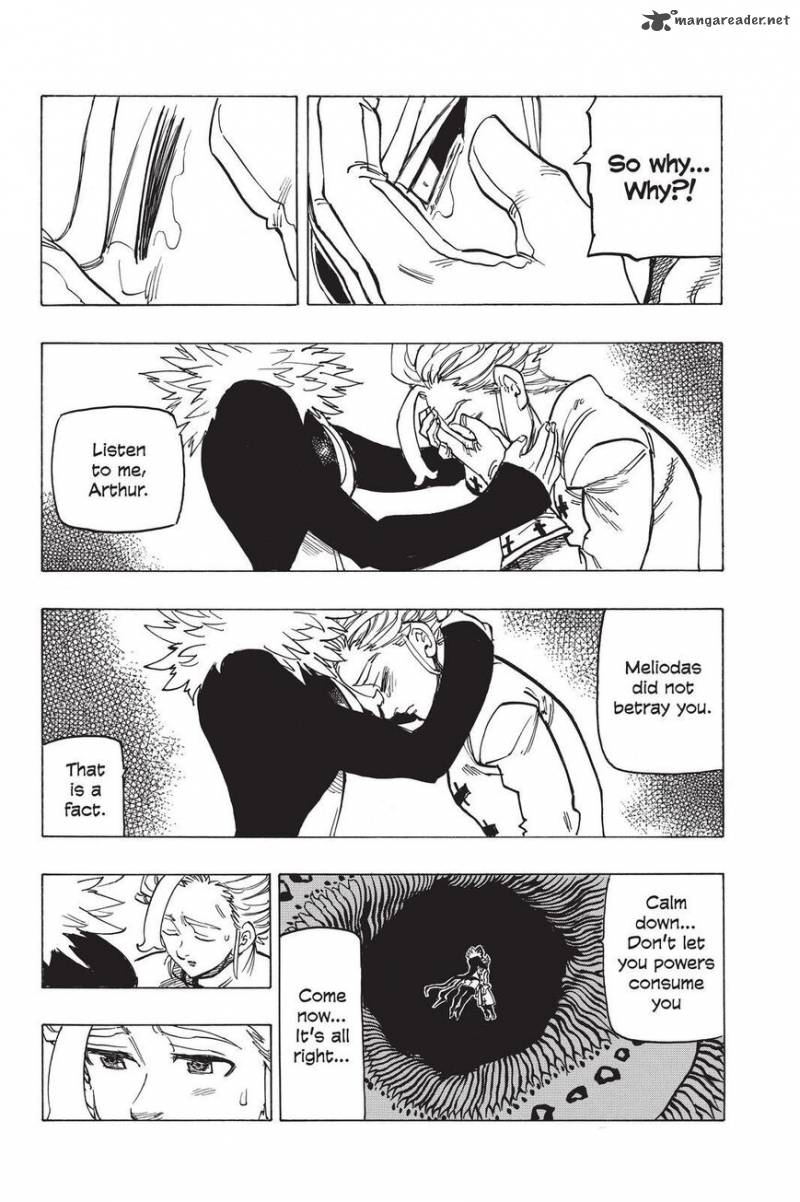 mangareader.net
So why...
Why?!
Listen
to me,
Arthur.
Meliodas
did not
betray you.
That
is a
fact.
Calm
down...
Don't let
you powers
consume
you
Come
now...
It's all
right...